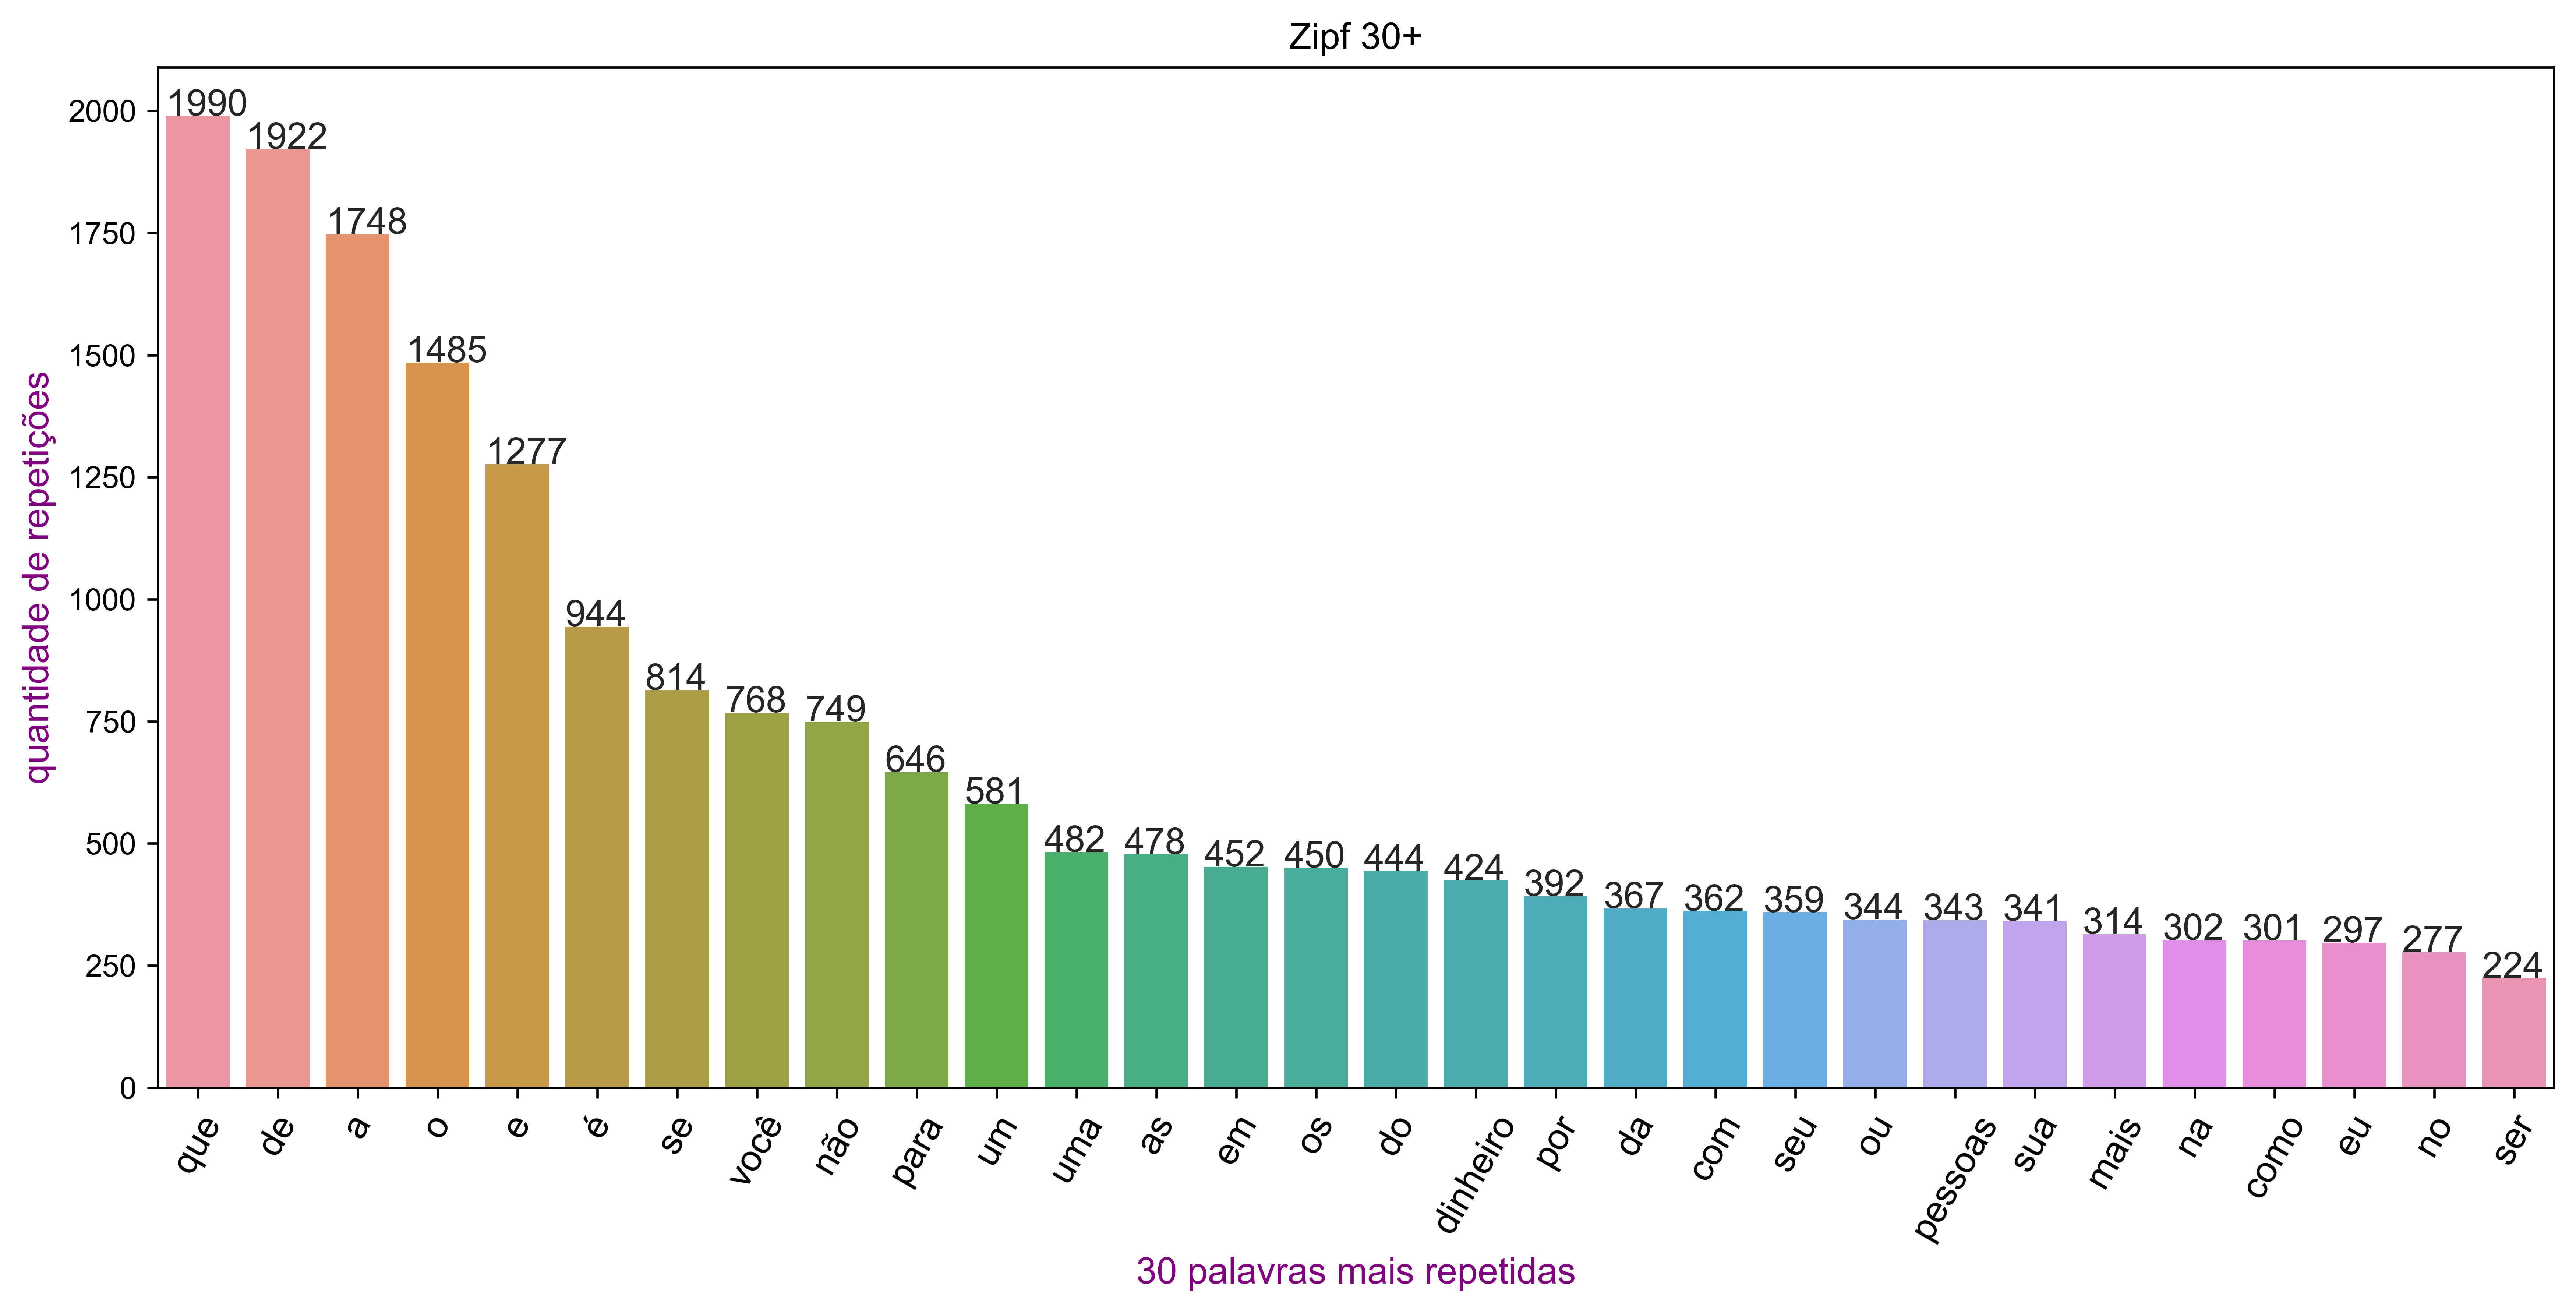 Zipf 30+
quantidade de repetições
2000
1750
1500
1250
1000
750
500
250
0
1990
1922
1748
1485
1277
944
814
768
749
646
581
482
478
452
450
444
424
392
367
362
359
344
343
341
314
302
301
297
277
224
que
de
a
o
e
é
se
você
não
para
um
uma
as
em
os
do
dinheiro
por
da
com
seu
ou
pessoas
sua
mais
na
como
eu
no
ser
30 palavras mais repetidas